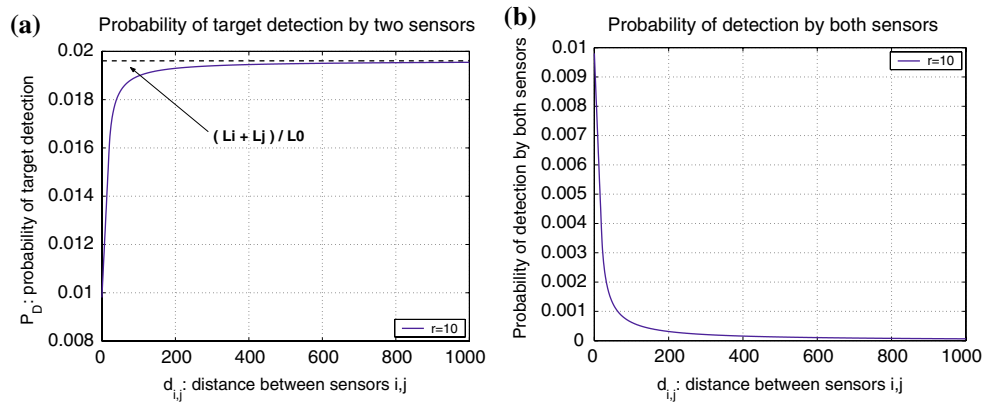 (a)
Probability of target detection by two sensors
P_D: probability of target detection
0.02
0.018
0.016
0.014
0.012
0.01
0.008
( Li + Lj ) / L0
r=10
0 200 400 600 800 1000
d_{i,j}: distance between sensors i,j
(b)
Probability of detection by both sensors
Probability of detection by both sensors
0.01
0.009
0.008
0.007
0.006
0.005
0.004
0.003
0.002
0.001
0
r=10
0 200 400 600 800 1000
d_{i,j}: distance between sensors i,j